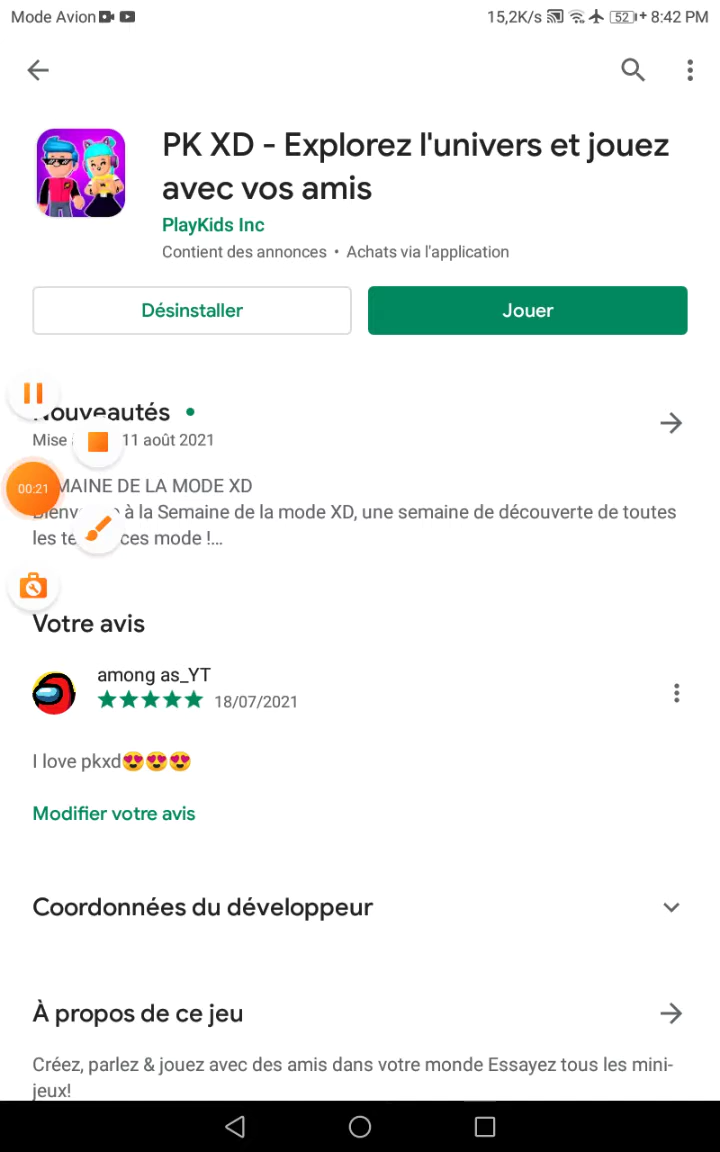 Mode Avion
15,2K/s 52 8:42 PM
PK XD - Explorez l'univers et jouez
avec vos amis
PlayKids Inc
Contient des annonces • Achats via l'application
Désinstaller
Jouer
Nouveautés
Mise 11 août 2021
00:21
MAINE DE LA MODE XD
à la Semaine de la mode XD, une semaine de découverte de toutes
les mode !...
Votre avis
among as_YT
18/07/2021
I love pkxd😍😍😍
Modifier votre avis
Coordonnées du développeur
À propos de ce jeu
Créez, parlez & jouez avec des amis dans votre monde Essayez tous les mini-
jeux!